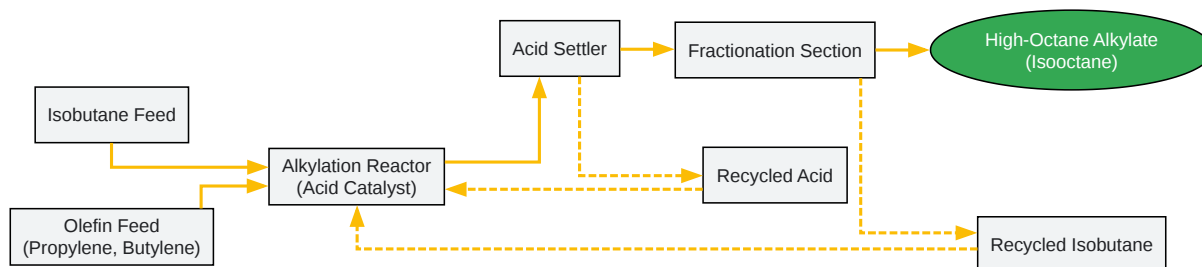 Acid Settler
Fractionation Section
High-Octane Alkylate
(Isooctane)
Isobutane Feed
Alkylation Reactor
(Acid Catalyst)
Recycled Acid
Olefin Feed
(Propylene, Butylene)
Recycled Isobutane